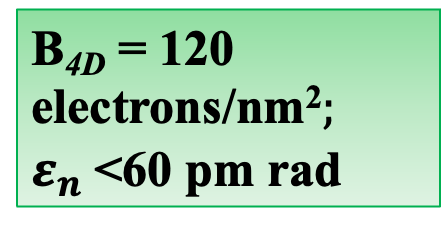 B4D = 120
electrons/nm²;
εn <60 pm rad